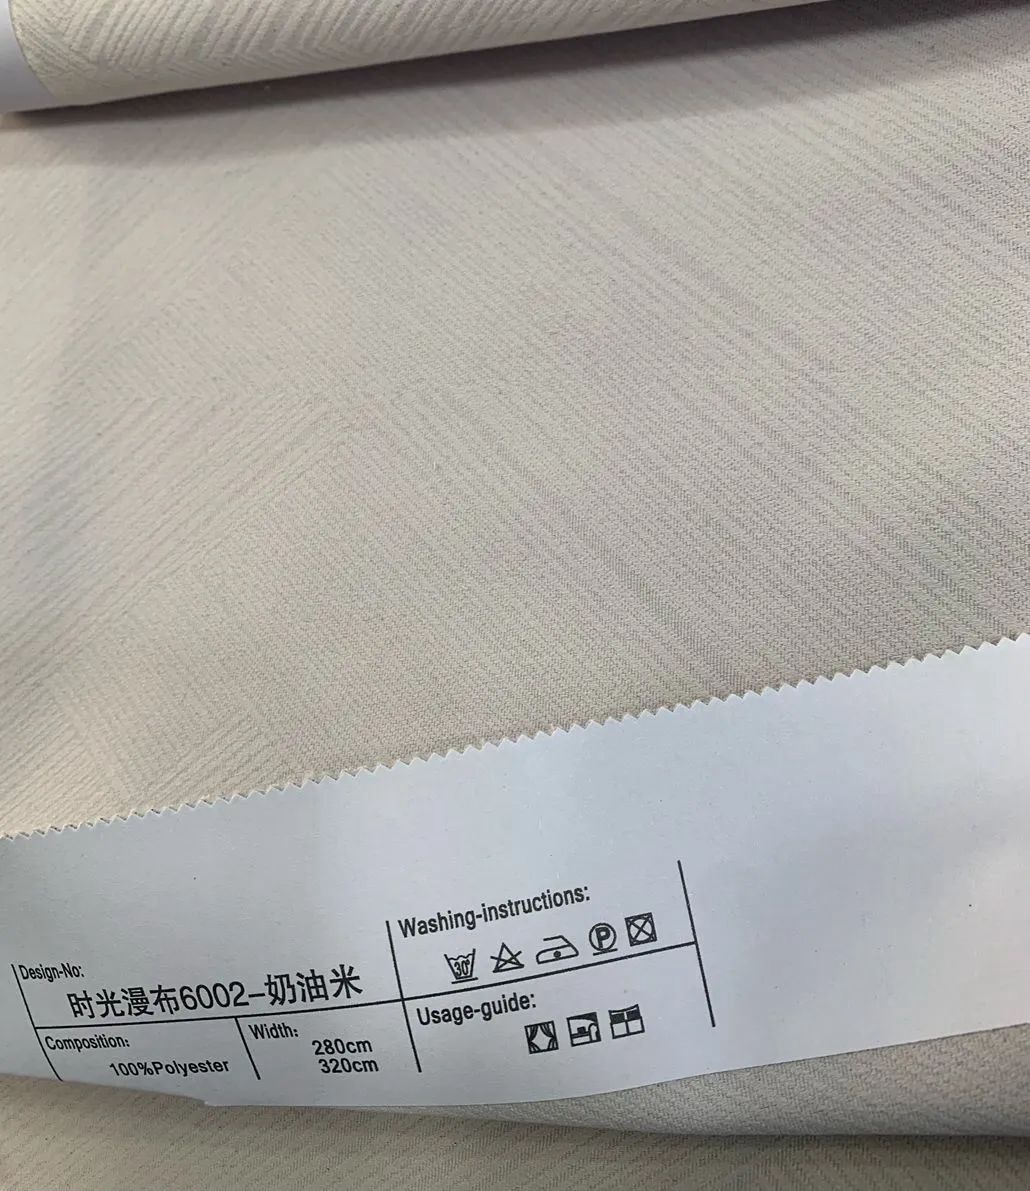 Design-No:
时光漫布6002-奶油米
Composition:
100%Polyester
Width:
280cm
320cm
Washing-instructions:
30°
P
Usage-guide: